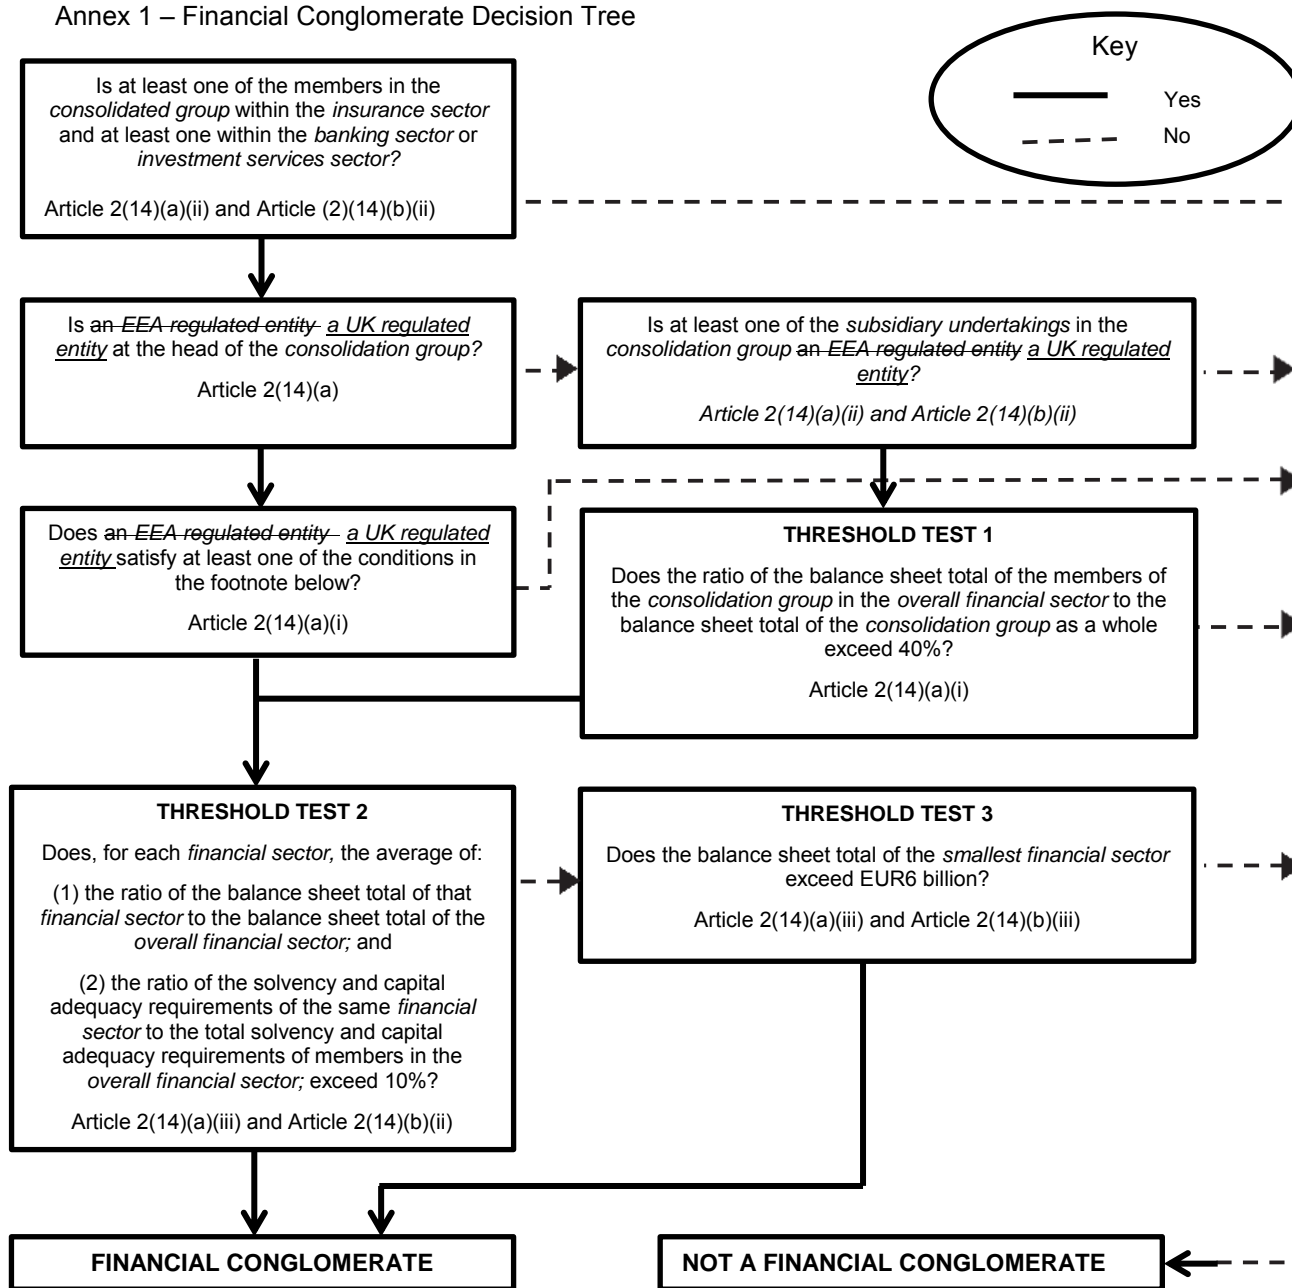 Annex 1 – Financial Conglomerate Decision Tree
Key
Yes
No
Is at least one of the members in the
consolidated group within the insurance sector
and at least one within the banking sector or
investment services sector?
Article 2(14)(a)(ii) and Article (2)(14)(b)(ii)
Is an EEA regulated entity a UK regulated
entity at the head of the consolidation group?
Article 2(14)(a)
Is at least one of the subsidiary undertakings in the
consolidation group an EEA regulated entity a UK regulated
entity?
Article 2(14)(a)(ii) and Article 2(14)(b)(ii)
Does an EEA regulated entity a UK regulated
entity satisfy at least one of the conditions in
the footnote below?
Article 2(14)(a)(i)
THRESHOLD TEST 1
Does the ratio of the balance sheet total of the members of
the consolidation group in the overall financial sector to the
balance sheet total of the consolidation group as a whole
exceed 40%?
Article 2(14)(a)(i)
THRESHOLD TEST 2
Does, for each financial sector, the average of:
(1) the ratio of the balance sheet total of that
financial sector to the balance sheet total of the
overall financial sector; and
(2) the ratio of the solvency and capital
adequacy requirements of the same financial
sector to the total solvency and capital
adequacy requirements of members in the
overall financial sector; exceed 10%?
Article 2(14)(a)(iii) and Article 2(14)(b)(ii)
THRESHOLD TEST 3
Does the balance sheet total of the smallest financial sector
exceed EUR6 billion?
Article 2(14)(a)(iii) and Article 2(14)(b)(iii)
FINANCIAL CONGLOMERATE
NOT A FINANCIAL CONGLOMERATE